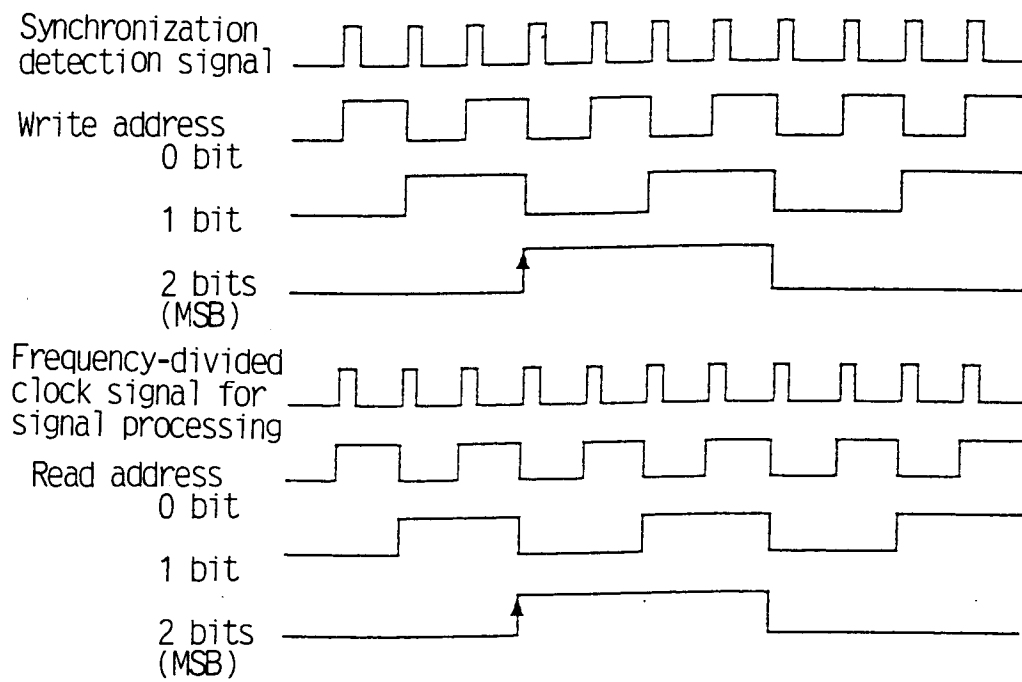 Synchronization
detection signal
Write address
0 bit
1 bit
2 bits
(MSB)
Frequency-divided
clock signal for
signal processing
Read address
0 bit
1 bit
2 bits
(MSB)